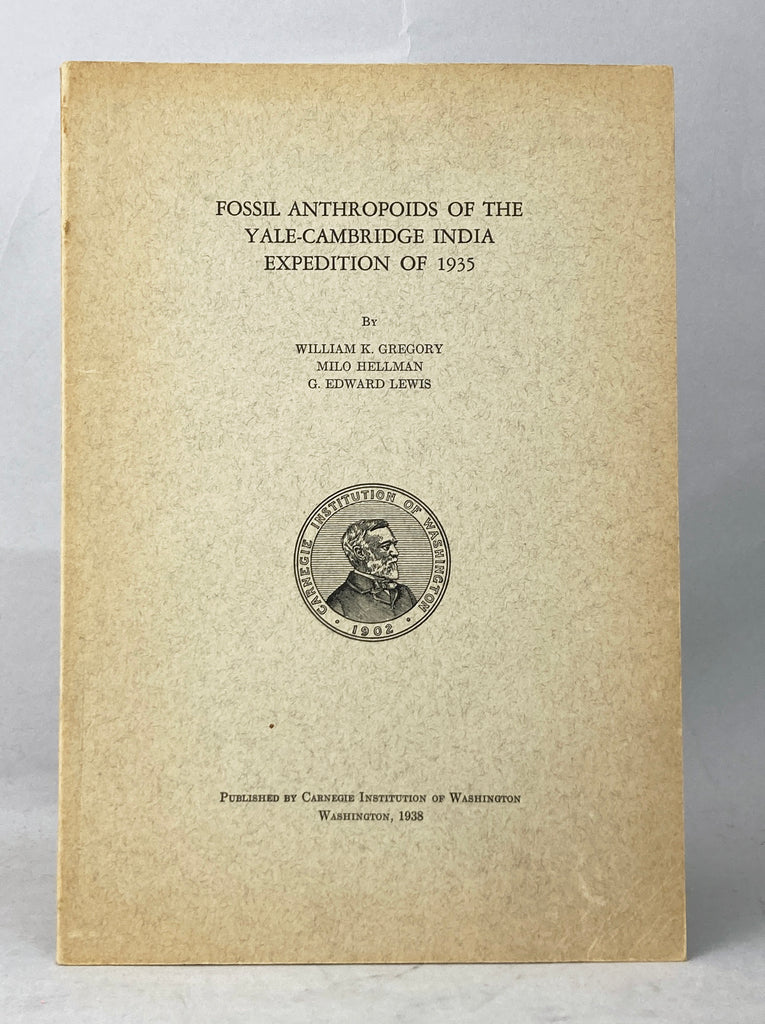 FOSSIL ANTHROPOIDS OF THE
YALE-CAMBRIDGE INDIA
EXPEDITION OF 1935
By
WILLIAM K. GREGORY
MILO HELLMAN
G. EDWARD LEWIS
CARNEGIE INSTITUTION OF WASHINGTON
· 1902 ·
Published by Carnegie Institution of Washington
Washington, 1938